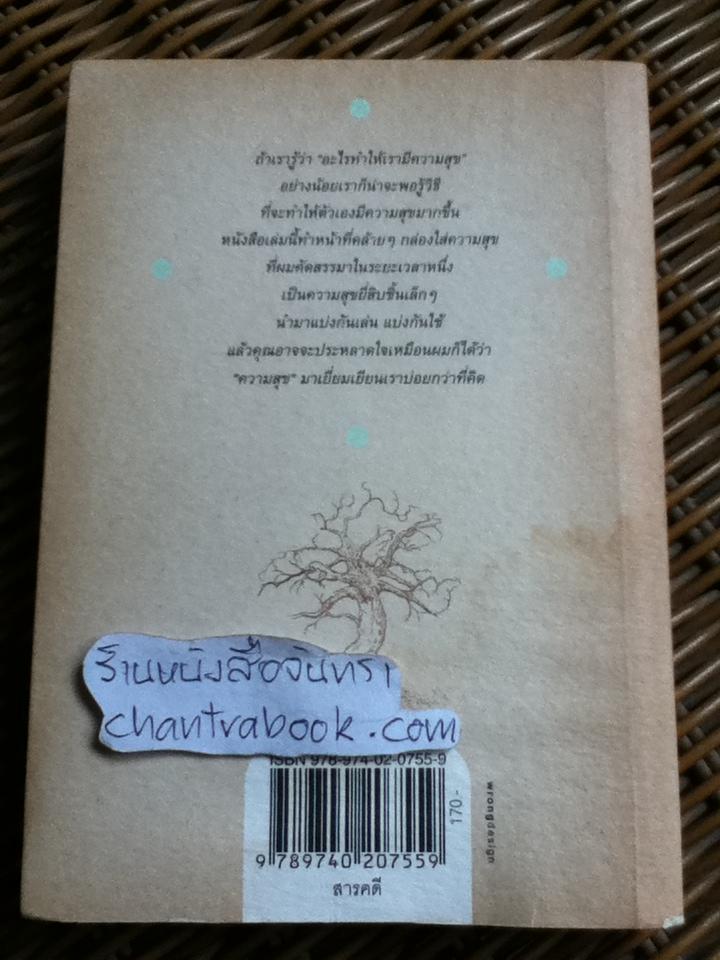 ถ้าเรารู้ว่า "อะไรทำให้เรามีความสุข"
อย่างน้อยเราก็น่าจะพอรู้วิธี
ที่จะทำให้ตัวเองมีความสุขมากขึ้น
หนังสือเล่มนี้ทำหน้าที่คล้ายๆ กล่องใส่ความสุข
ที่ผมคัดสรรมาในระยะเวลาหนึ่ง
เป็นความสุขยี่สิบชิ้นเล็กๆ
นำมาแบ่งกันเล่น แบ่งกันใช้
แล้วคุณอาจจะประหลาดใจเหมือนผมก็ได้ว่า
"ความสุข" มาเยี่ยมเยียนเราบ่อยกว่าที่คิด
ร้านหนังสือจันทรา
chantrabook.com
ISBN 978-974-02-0755-9
170.-
wrongdesign
9 789740 207559
สารคดี